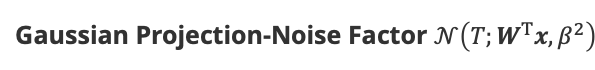 Gaussian Projection-Noise Factor 𝒩(T; Wᵀx, β²)